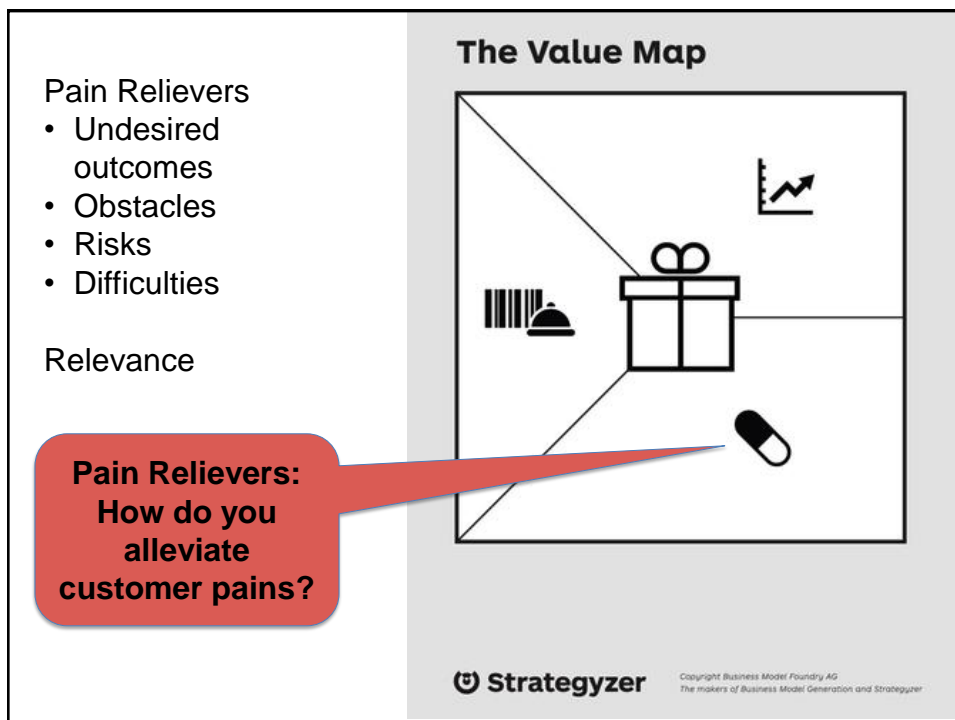 Pain Relievers
• Undesired
outcomes
• Obstacles
• Risks
• Difficulties
Relevance
Pain Relievers:
How do you
alleviate
customer pains?
The Value Map
Strategyzer
Copyright Business Model Foundry AG
The makers of Business Model Generation and Strategyzer